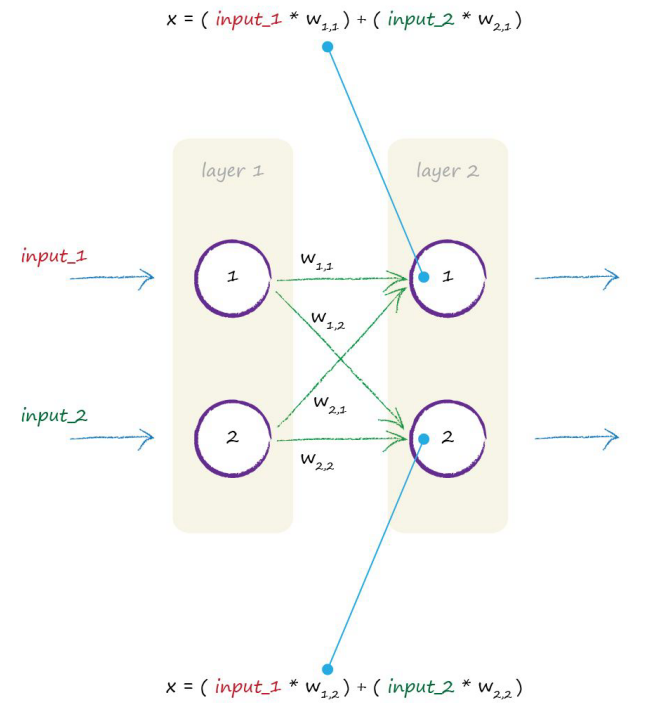 x = ( input_1 * w1,1 ) + ( input_2 * w2,1 )
layer 1
layer 2
input_1
1
w1,1
1
w1,2
input_2
2
w2,1
2
w2,2
x = ( input_1 * w1,2 ) + ( input_2 * w2,2 )